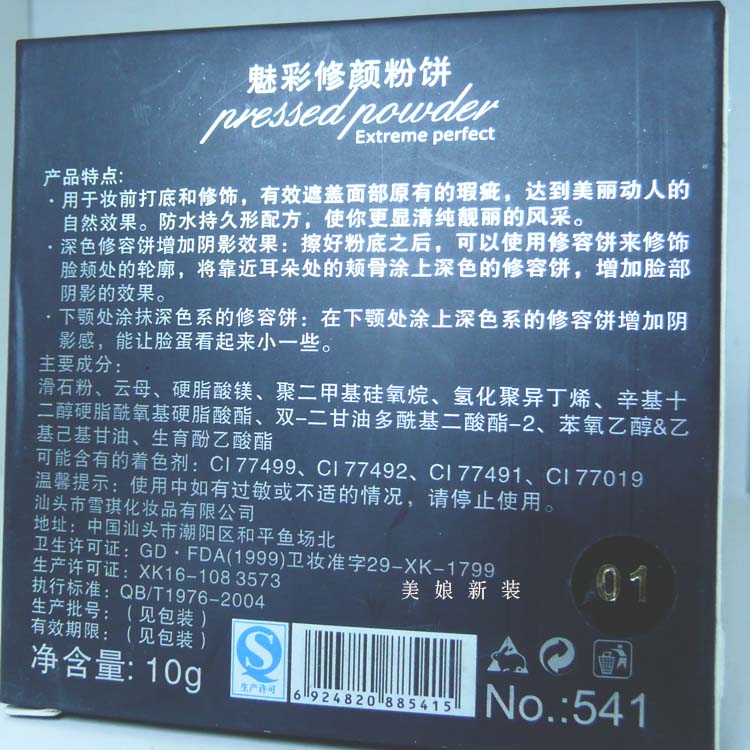 魅彩修颜粉饼
pressed powder
Extreme perfect
产品特点:
·用于妆前打底和修饰，有效遮盖面部原有的瑕疵，达到美丽动人的
自然效果。防水持久形配方，使你更显清纯靓丽的风采。
·深色修容饼增加阴影效果：擦好粉底之后，可以使用修容饼来修饰
脸颊处的轮廓，将靠近耳朵处的颊骨涂上深色的修容饼，增加脸部
阴影的效果。
·下颚处涂抹深色系的修容饼：在下颚处涂上深色系的修容饼增加阴
影感，能让脸蛋看起来小一些。
主要成分:
滑石粉、云母、硬脂酸镁、聚二甲基硅氧烷、氢化聚异丁烯、辛基十
二醇硬脂酰氧基硬脂酸酯、双-二甘油多酰基二酸酯-2、苯氧乙醇&乙
基己基甘油、生育酚乙酸酯
可能含有的着色剂：CI 77499、CI 77492、CI 77491、CI 77019
温馨提示：使用中如有过敏或不适的情况，请停止使用。
汕头市雪琪化妆品有限公司
地址：中国汕头市潮阳区和平鱼场北
卫生许可证：GD·FDA(1999)卫妆准字29-XK-1799
生产许可证：XK16-108 3573
执行标准：QB/T1976-2004
生产批号：（见包装）
有效期限：（见包装）
净含量: 10g
美娘新装
01
QS
生产许可
6 924820 885415
No.:541